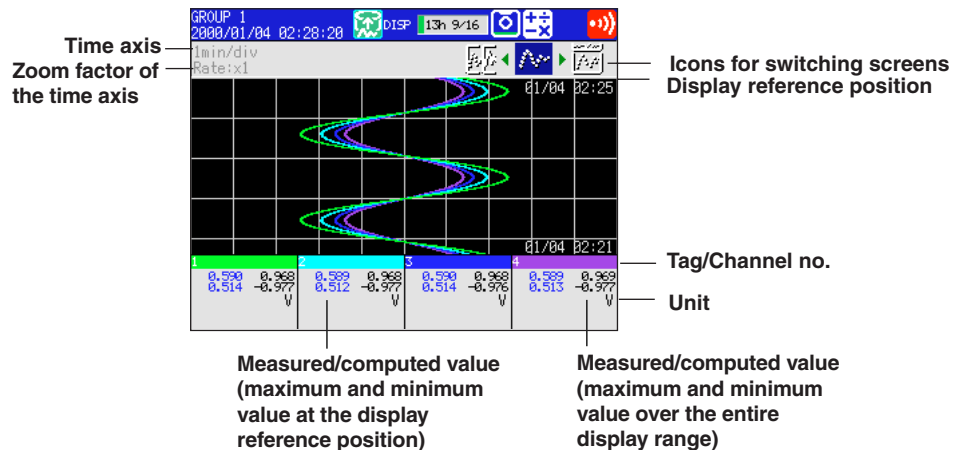 GROUP 1
2000/01/04 02:28:20 DISP 13h 9/16
Time axis
1min/div
Zoom factor of
the time axis
Rate:x1
Icons for switching screens
Display reference position
01/04 02:25
01/04 02:21
1 2 3 4
Tag/Channel no.
0.590 0.968 0.589 0.968 0.590 0.968 0.589 0.969
0.514 -0.977 0.512 -0.977 0.514 -0.976 0.513 -0.977
V V V V
Unit
Measured/computed value
(maximum and minimum
value at the display
reference position)
Measured/computed value
(maximum and minimum
value over the entire
display range)